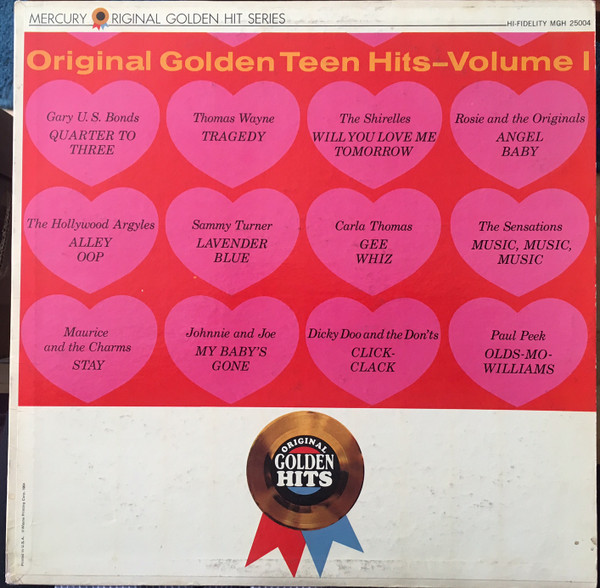 MERCURY ORIGINAL GOLDEN HIT SERIES
HI-FIDELITY MGH 25004
Original Golden Teen Hits–Volume I
Gary U. S. Bonds
QUARTER TO
THREE
Thomas Wayne
TRAGEDY
The Shirelles
WILL YOU LOVE ME
TOMORROW
Rosie and the Originals
ANGEL
BABY
The Hollywood Argyles
ALLEY
OOP
Sammy Turner
LAVENDER
BLUE
Carla Thomas
GEE
WHIZ
The Sensations
MUSIC, MUSIC,
MUSIC
Maurice
and the Charms
STAY
Johnnie and Joe
MY BABY'S
GONE
Dicky Doo and the Don'ts
CLICK-
CLACK
Paul Peek
OLDS-MO-
WILLIAMS
ORIGINAL
GOLDEN
HITS